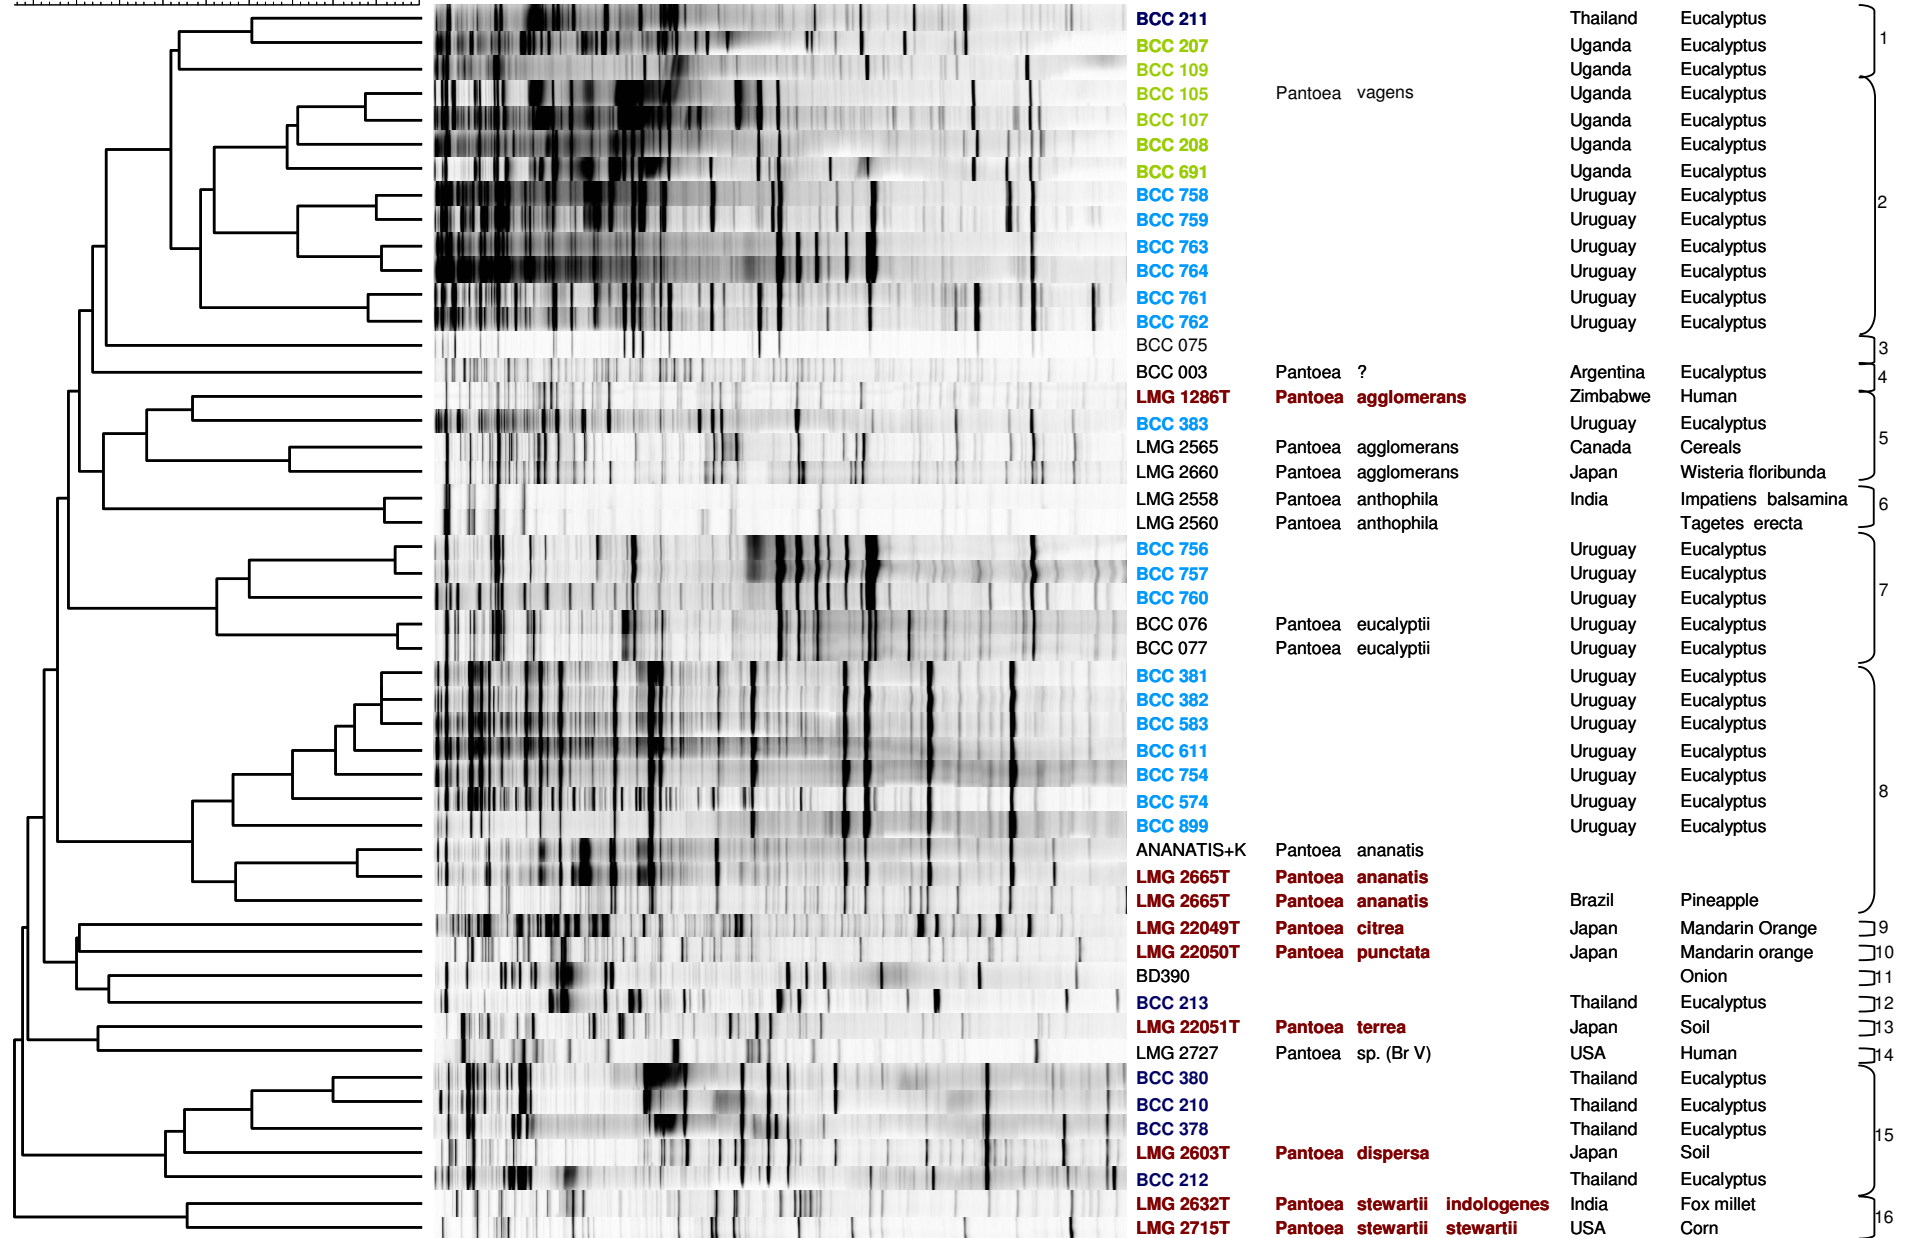 BCC 211 Thailand Eucalyptus
1
BCC 207 Uganda Eucalyptus
BCC 109 Uganda Eucalyptus
BCC 105 Pantoea vagens Uganda Eucalyptus
BCC 107 Uganda Eucalyptus
BCC 208 Uganda Eucalyptus
BCC 691 Uganda Eucalyptus
BCC 758 Uruguay Eucalyptus
2
BCC 759 Uruguay Eucalyptus
BCC 763 Uruguay Eucalyptus
BCC 764 Uruguay Eucalyptus
BCC 761 Uruguay Eucalyptus
BCC 762 Uruguay Eucalyptus
BCC 075 3
BCC 003 Pantoea ? Argentina Eucalyptus 4
LMG 1286T Pantoea agglomerans Zimbabwe Human
BCC 383 Uruguay Eucalyptus
5
LMG 2565 Pantoea agglomerans Canada Cereals
LMG 2660 Pantoea agglomerans Japan Wisteria floribunda
LMG 2558 Pantoea anthophila India Impatiens balsamina
6
LMG 2560 Pantoea anthophila Tagetes erecta
BCC 756 Uruguay Eucalyptus
BCC 757 Uruguay Eucalyptus
7
BCC 760 Uruguay Eucalyptus
BCC 076 Pantoea eucalyptii Uruguay Eucalyptus
BCC 077 Pantoea eucalyptii Uruguay Eucalyptus
BCC 381 Uruguay Eucalyptus
BCC 382 Uruguay Eucalyptus
BCC 583 Uruguay Eucalyptus
BCC 611 Uruguay Eucalyptus
BCC 754 Uruguay Eucalyptus
8
BCC 574 Uruguay Eucalyptus
BCC 899 Uruguay Eucalyptus
ANANATIS+K Pantoea ananatis
LMG 2665T Pantoea ananatis
LMG 2665T Pantoea ananatis Brazil Pineapple
LMG 22049T Pantoea citrea Japan Mandarin Orange 9
LMG 22050T Pantoea punctata Japan Mandarin orange 10
BD390 Onion 11
BCC 213 Thailand Eucalyptus 12
LMG 22051T Pantoea terrea Japan Soil 13
LMG 2727 Pantoea sp. (Br V) USA Human 14
BCC 380 Thailand Eucalyptus
BCC 210 Thailand Eucalyptus
BCC 378 Thailand Eucalyptus
15
LMG 2603T Pantoea dispersa Japan Soil
BCC 212 Thailand Eucalyptus
LMG 2632T Pantoea stewartii indologenes India Fox millet
16
LMG 2715T Pantoea stewartii stewartii USA Corn